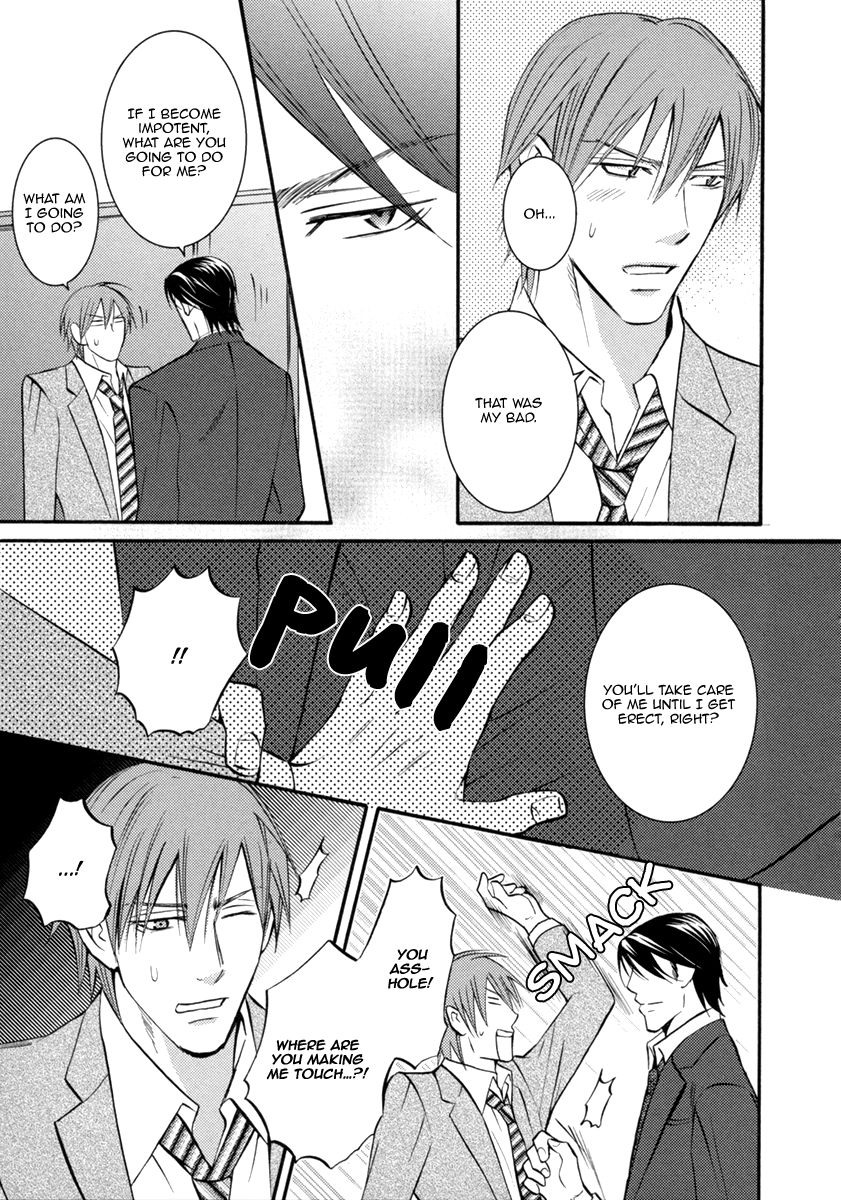 OH...
THAT WAS
MY BAD.
IF I BECOME
IMPOTENT,
WHAT ARE YOU
GOING TO DO
FOR ME?
WHAT AM
I GOING
TO DO?
YOU'LL TAKE CARE
OF ME UNTIL I GET
ERECT, RIGHT?
PUll
!!
SMACK
YOU
ASS-
HOLE!
WHERE ARE
YOU MAKING
ME TOUCH...?!
...!